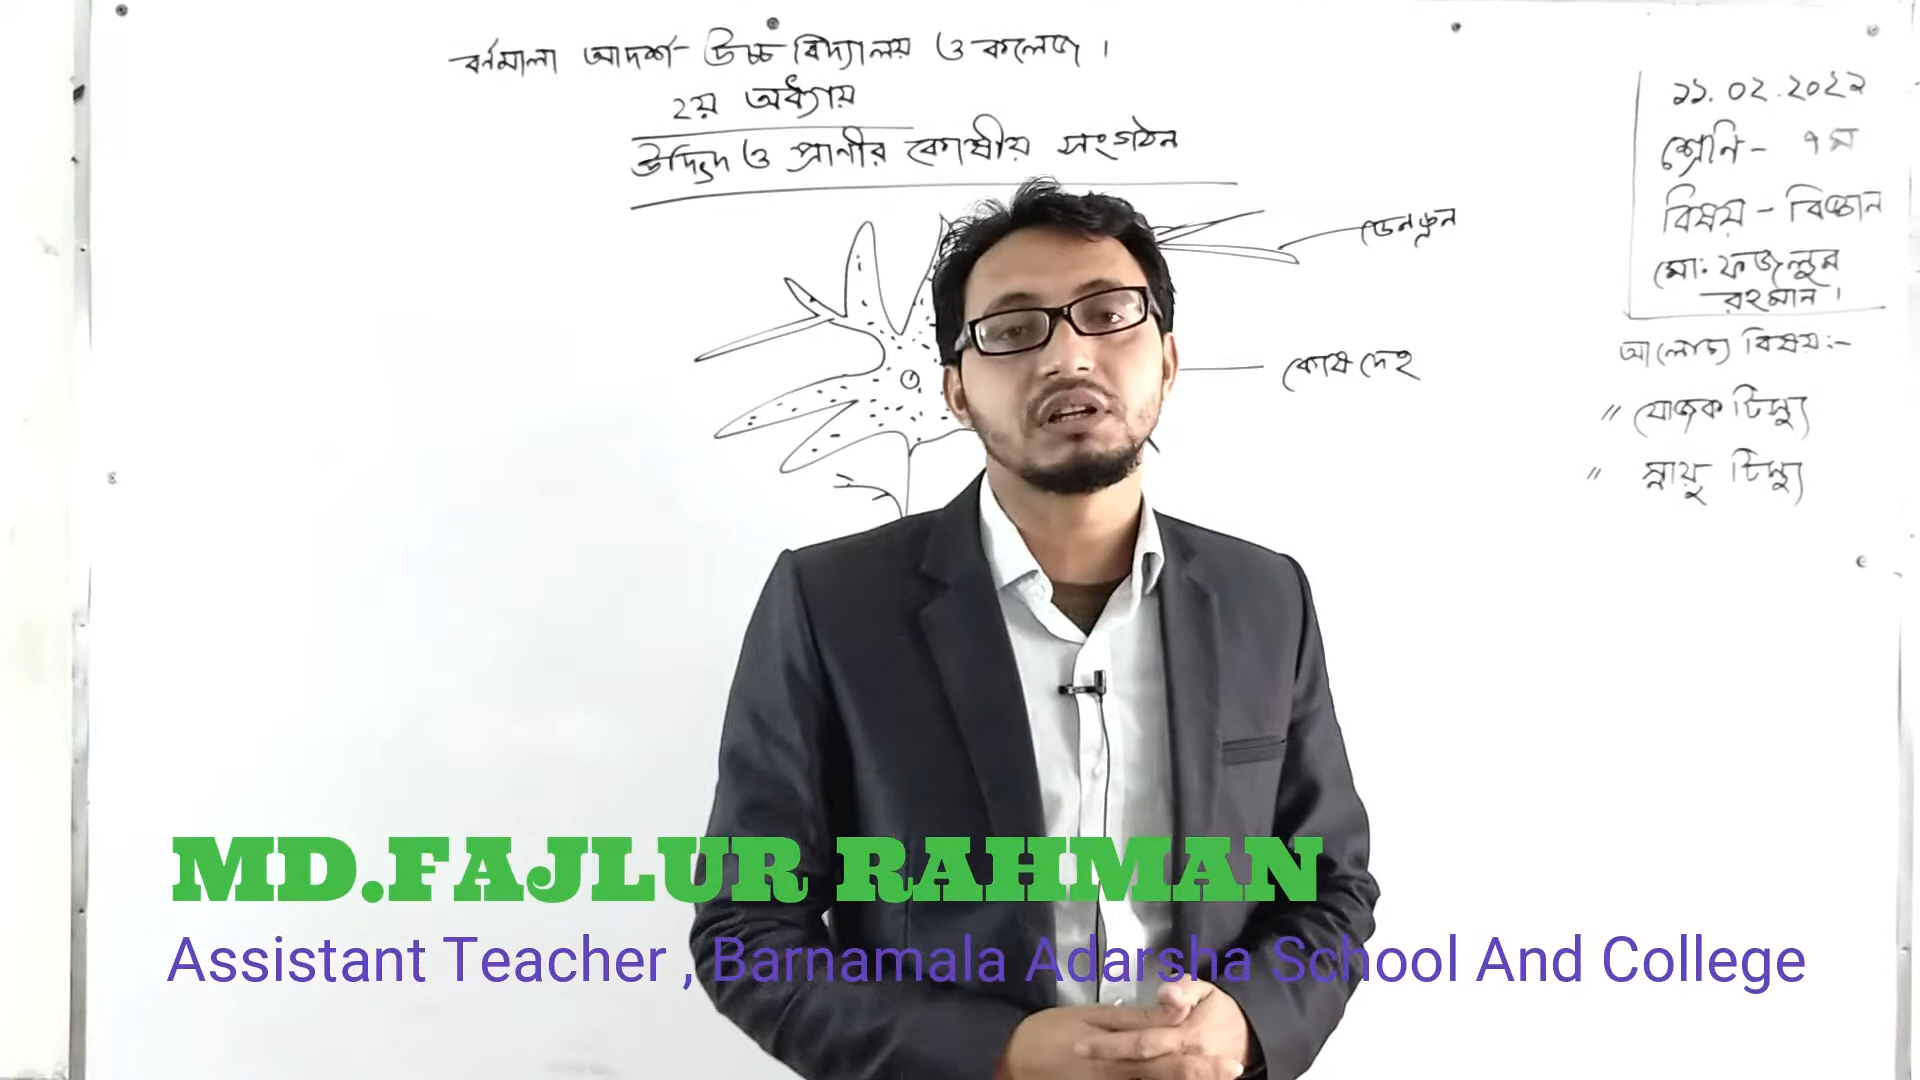 বর্ণমালা আদর্শ উচ্চ বিদ্যালয় ও কলেজ।
২য় অধ্যায়
উদ্ভিদ ও প্রাণীর কোষীয় সংগঠন
ডেনড্রন
কোষ দেহ
১১.০২.২০২২
শ্রেণি - ৭ম
বিষয় - বিজ্ঞান
মো: ফজলুর
রহমান।
আলোচ্য বিষয়:-
" যোজক টিস্যু
" স্নায়ু টিস্যু
MD.FAJLUR RAHMAN
Assistant Teacher , Barnamala Adarsha School And College